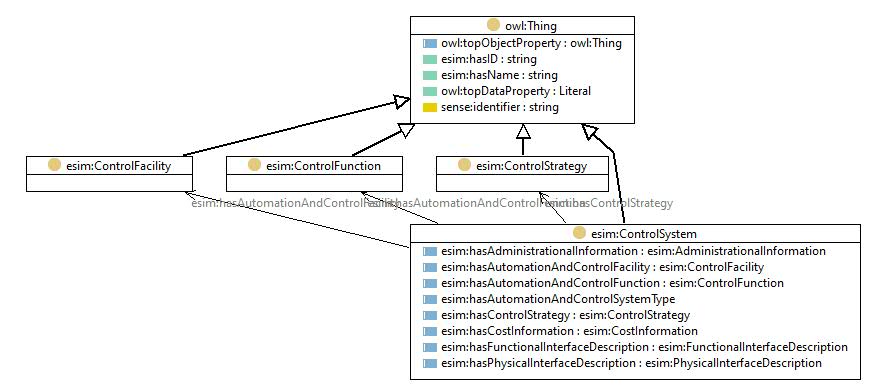 owl:Thing
owl:topObjectProperty : owl:Thing
esim:hasID : string
esim:hasName : string
owl:topDataProperty : Literal
sense:identifier : string
esim:ControlFacility
esim:ControlFunction
esim:ControlStrategy
esim:hasAutomationAndControlFacility
esim:hasAutomationAndControlFunction
esim:hasControlStrategy
esim:ControlSystem
esim:hasAdministrationalInformation : esim:AdministrationalInformation
esim:hasAutomationAndControlFacility : esim:ControlFacility
esim:hasAutomationAndControlFunction : esim:ControlFunction
esim:hasAutomationAndControlSystemType
esim:hasControlStrategy : esim:ControlStrategy
esim:hasCostInformation : esim:CostInformation
esim:hasFunctionalInterfaceDescription : esim:FunctionalInterfaceDescription
esim:hasPhysicalInterfaceDescription : esim:PhysicalInterfaceDescription